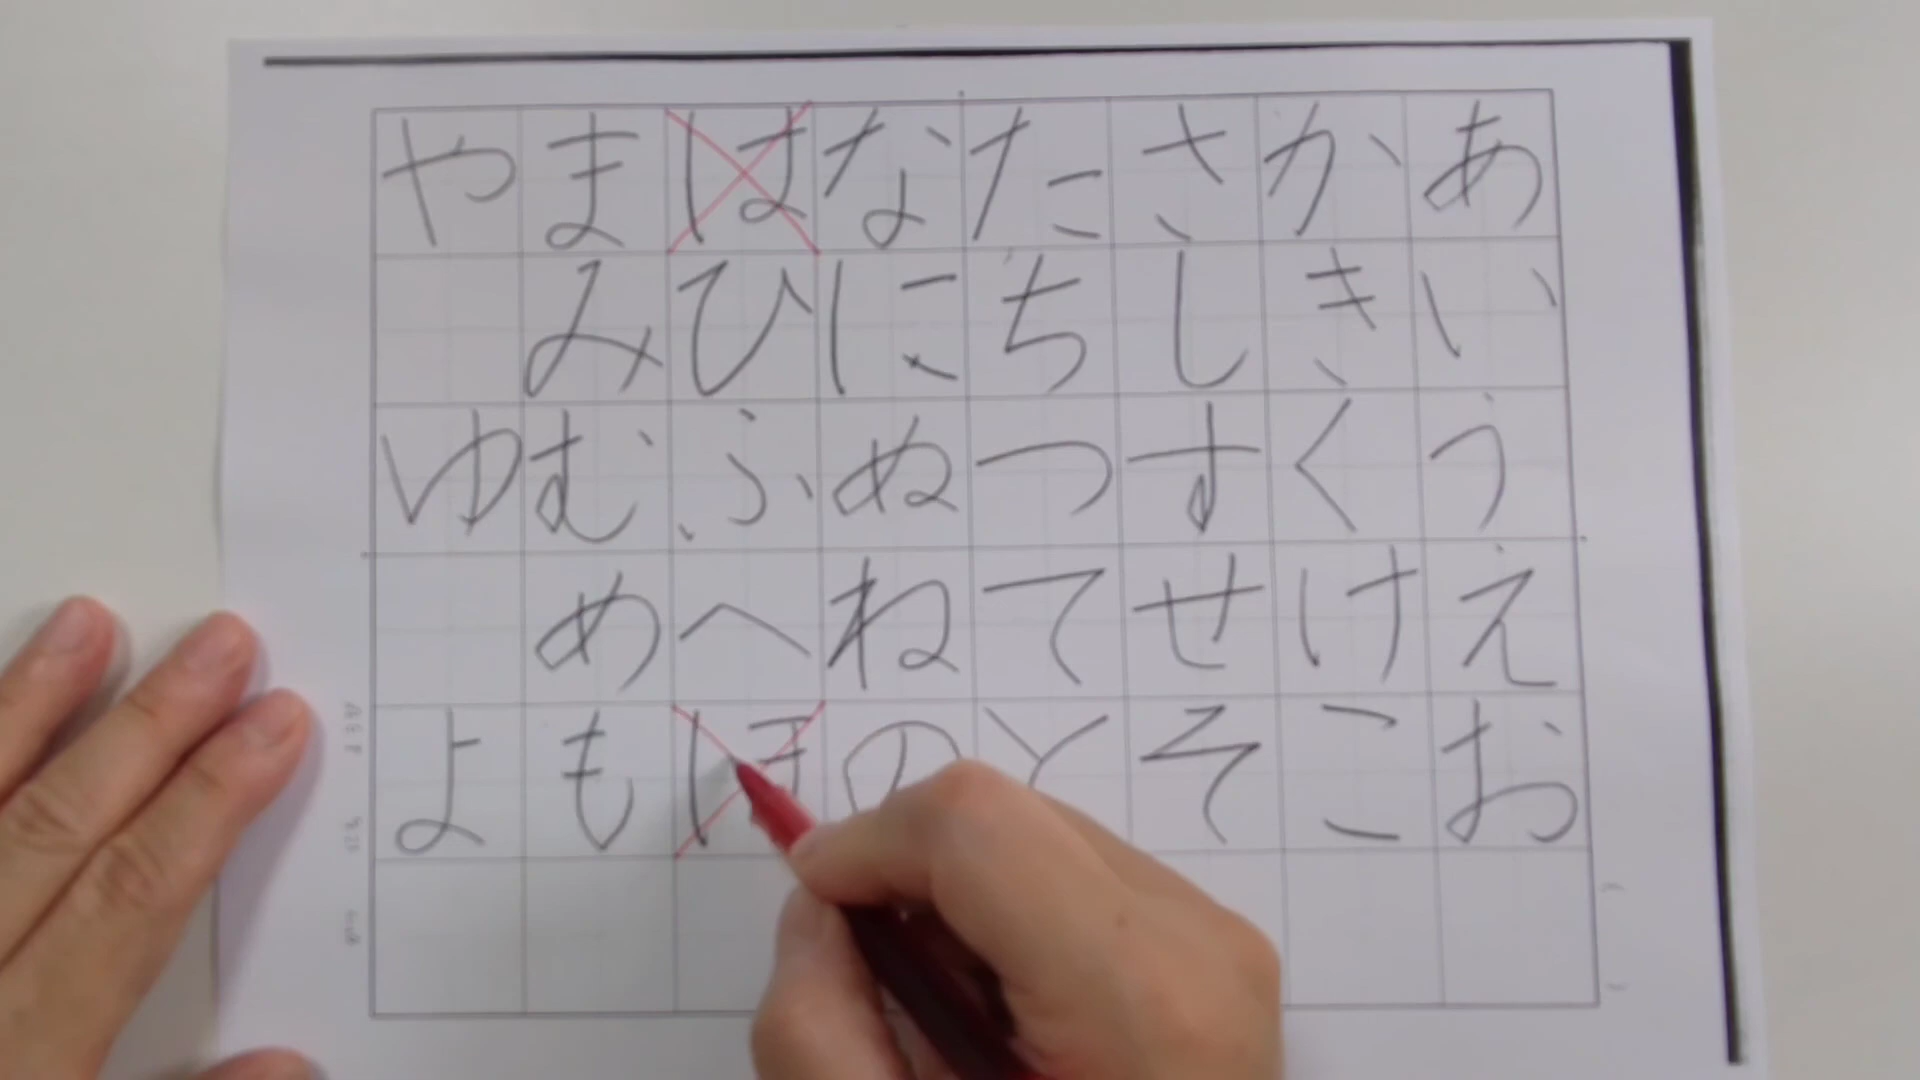 あいうえお
かきくけこ
さしすせそ
たちつてと
なにぬねの
はひふへほ
まみむめも
やゆよ